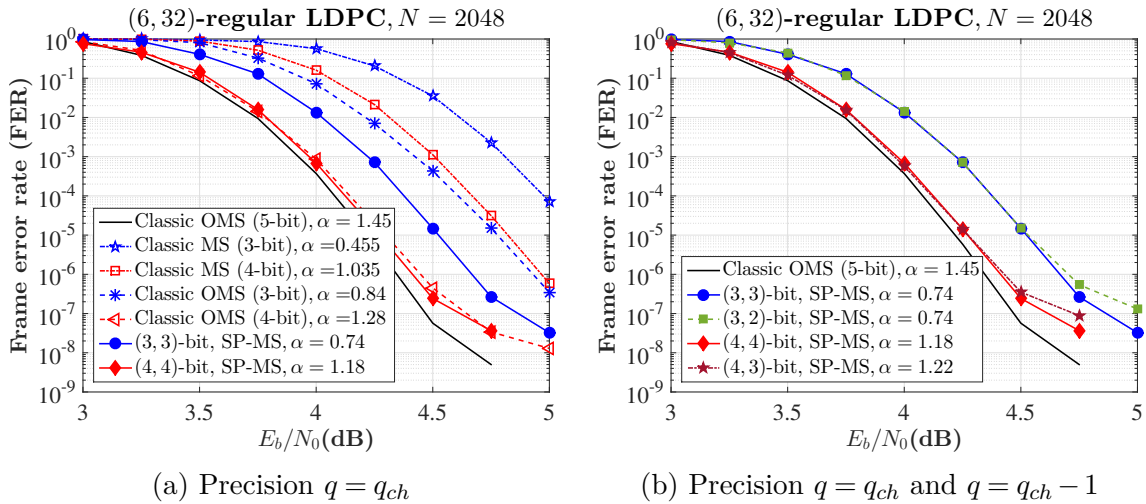 (6, 32)-regular LDPC, N = 2048
Frame error rate (FER)
10^0
10^-1
10^-2
10^-3
10^-4
10^-5
10^-6
10^-7
10^-8
10^-9
Classic OMS (5-bit), α = 1.45
Classic MS (3-bit), α =0.455
Classic MS (4-bit), α =1.035
Classic OMS (3-bit), α =0.84
Classic OMS (4-bit), α =1.28
(3, 3)-bit, SP-MS, α = 0.74
(4, 4)-bit, SP-MS, α = 1.18
3 3.5 4 4.5 5
E_b/N_0(dB)
(a) Precision q = q_ch
(6, 32)-regular LDPC, N = 2048
Frame error rate (FER)
10^0
10^-1
10^-2
10^-3
10^-4
10^-5
10^-6
10^-7
10^-8
10^-9
Classic OMS (5-bit), α = 1.45
(3, 3)-bit, SP-MS, α = 0.74
(3, 2)-bit, SP-MS, α = 0.74
(4, 4)-bit, SP-MS, α = 1.18
(4, 3)-bit, SP-MS, α = 1.22
3 3.5 4 4.5 5
E_b/N_0(dB)
(b) Precision q = q_ch and q = q_ch − 1